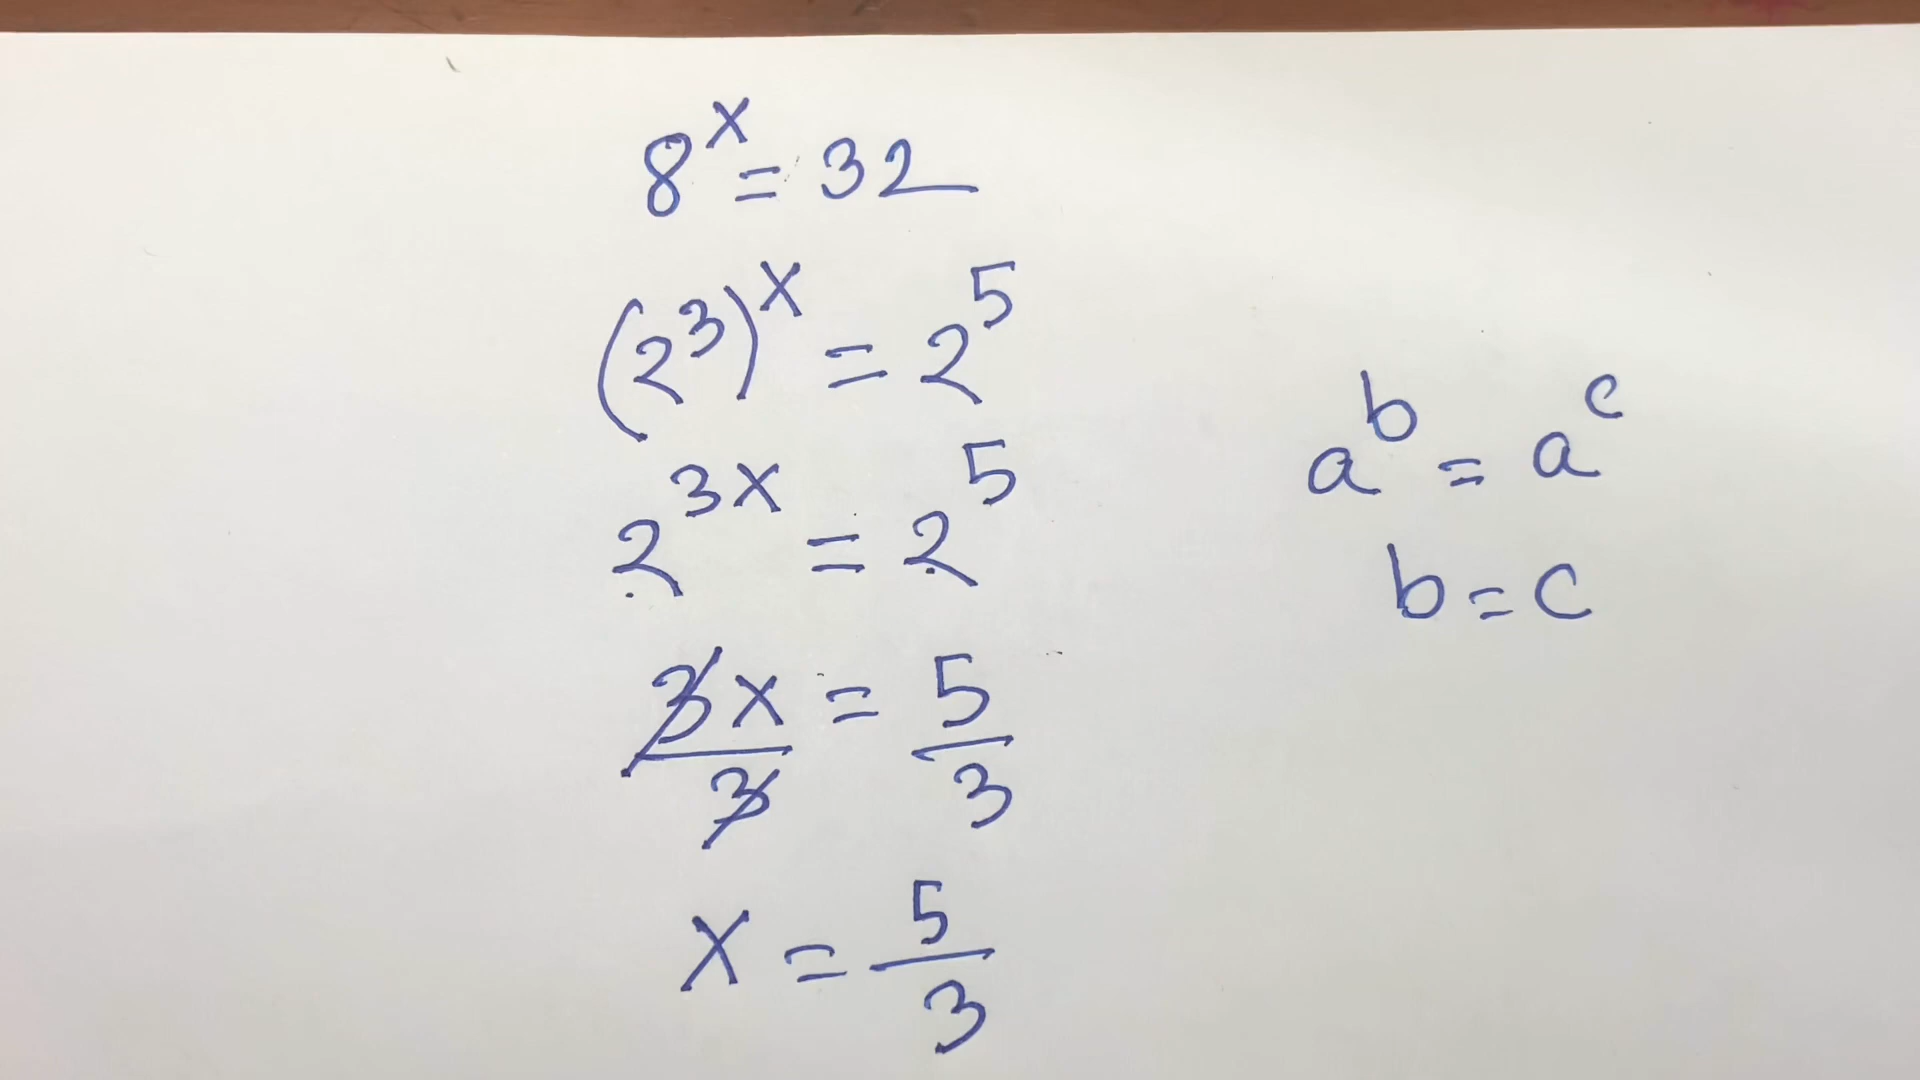 8^x = 32
(2^3)^x = 2^5
2^3x = 2^5
3x/3 = 5/3
x = 5/3
a^b = a^c
b = c